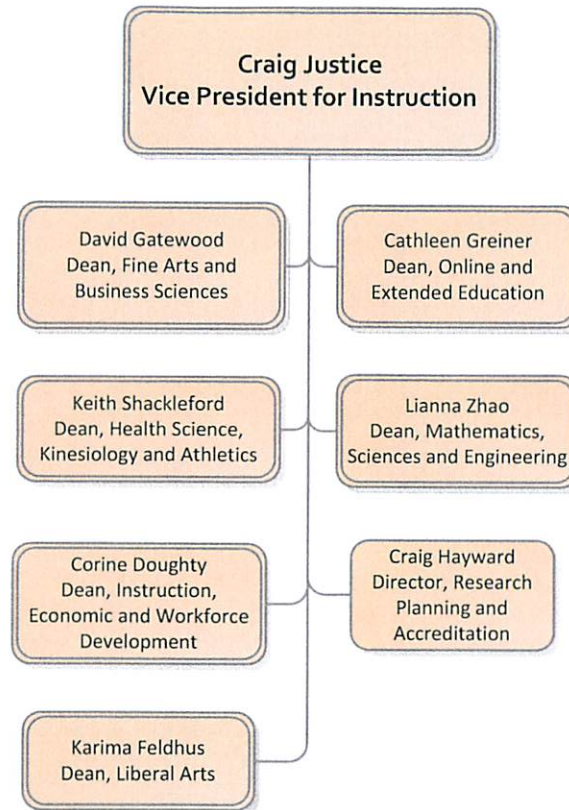 Craig Justice
Vice President for Instruction
David Gatewood
Dean, Fine Arts and
Business Sciences
Cathleen Greiner
Dean, Online and
Extended Education
Keith Shackleford
Dean, Health Science,
Kinesiology and Athletics
Lianna Zhao
Dean, Mathematics,
Sciences and Engineering
Corine Doughty
Dean, Instruction,
Economic and Workforce
Development
Craig Hayward
Director, Research
Planning and
Accreditation
Karima Feldhus
Dean, Liberal Arts